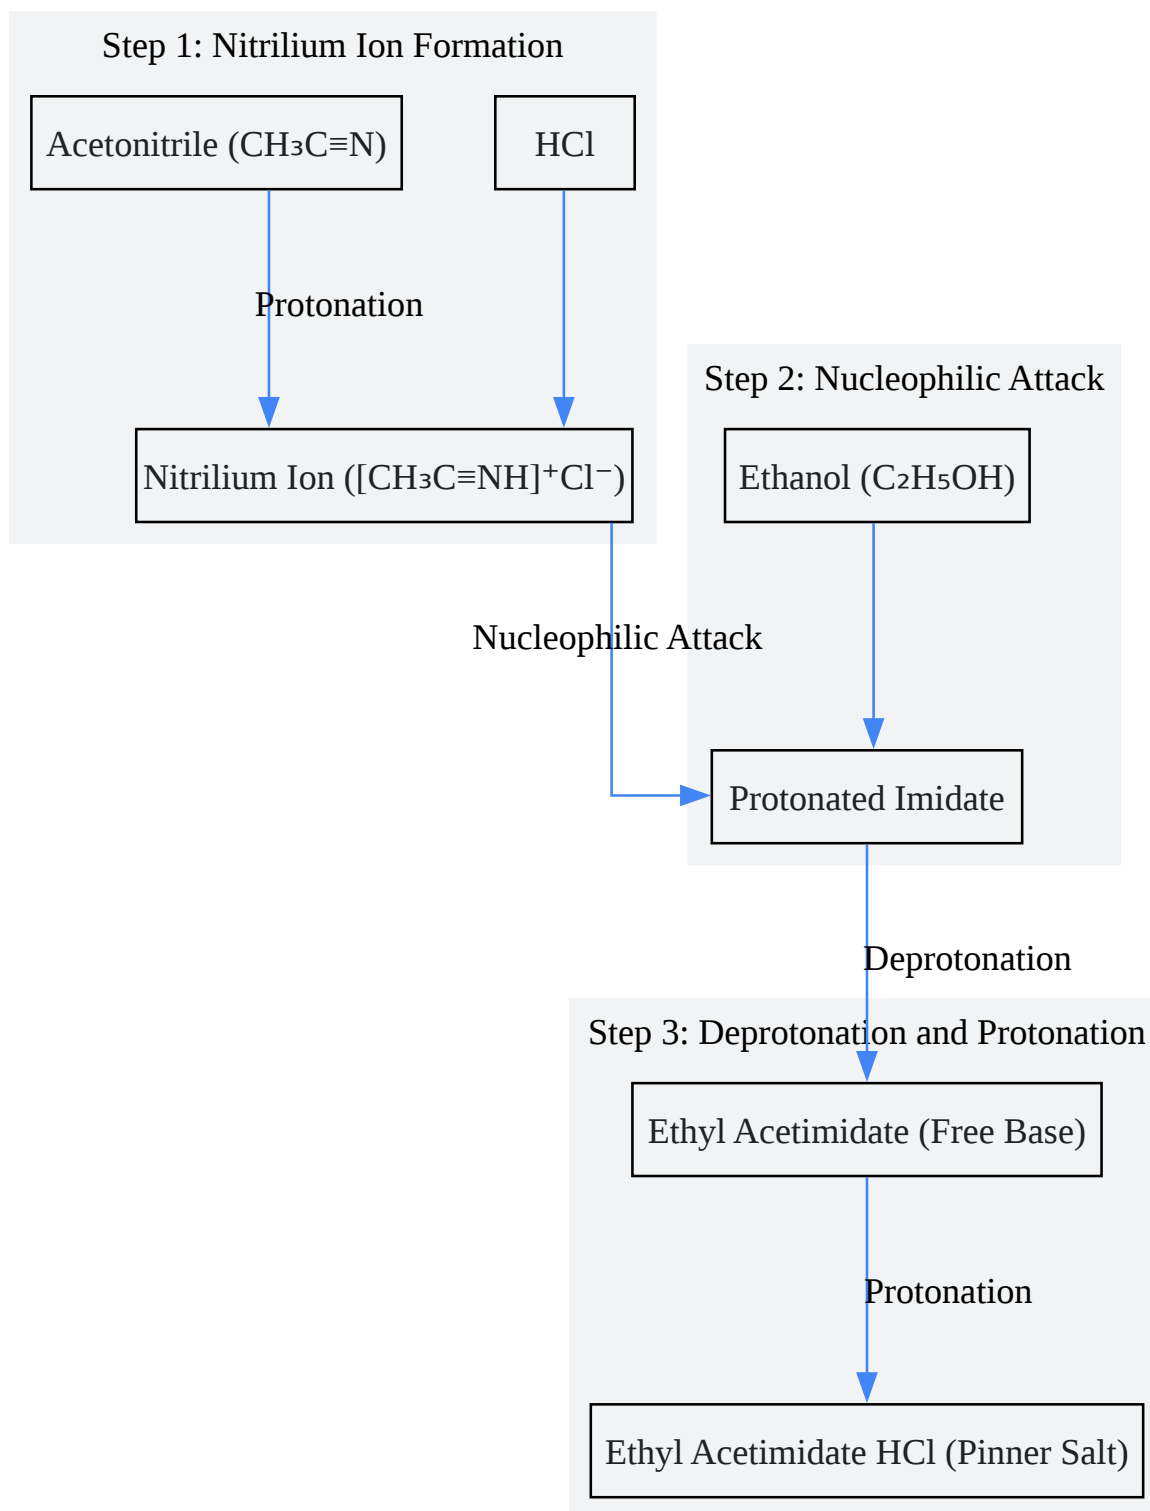 Step 1: Nitrilium Ion Formation
Acetonitrile (CH₃C≡N)
HCl
Protonation
Nitrilium Ion ([CH₃C≡NH]⁺Cl⁻)
Step 2: Nucleophilic Attack
Ethanol (C₂H₅OH)
Nucleophilic Attack
Protonated Imidate
Deprotonation
Step 3: Deprotonation and Protonation
Ethyl Acetimidate (Free Base)
Protonation
Ethyl Acetimidate HCl (Pinner Salt)